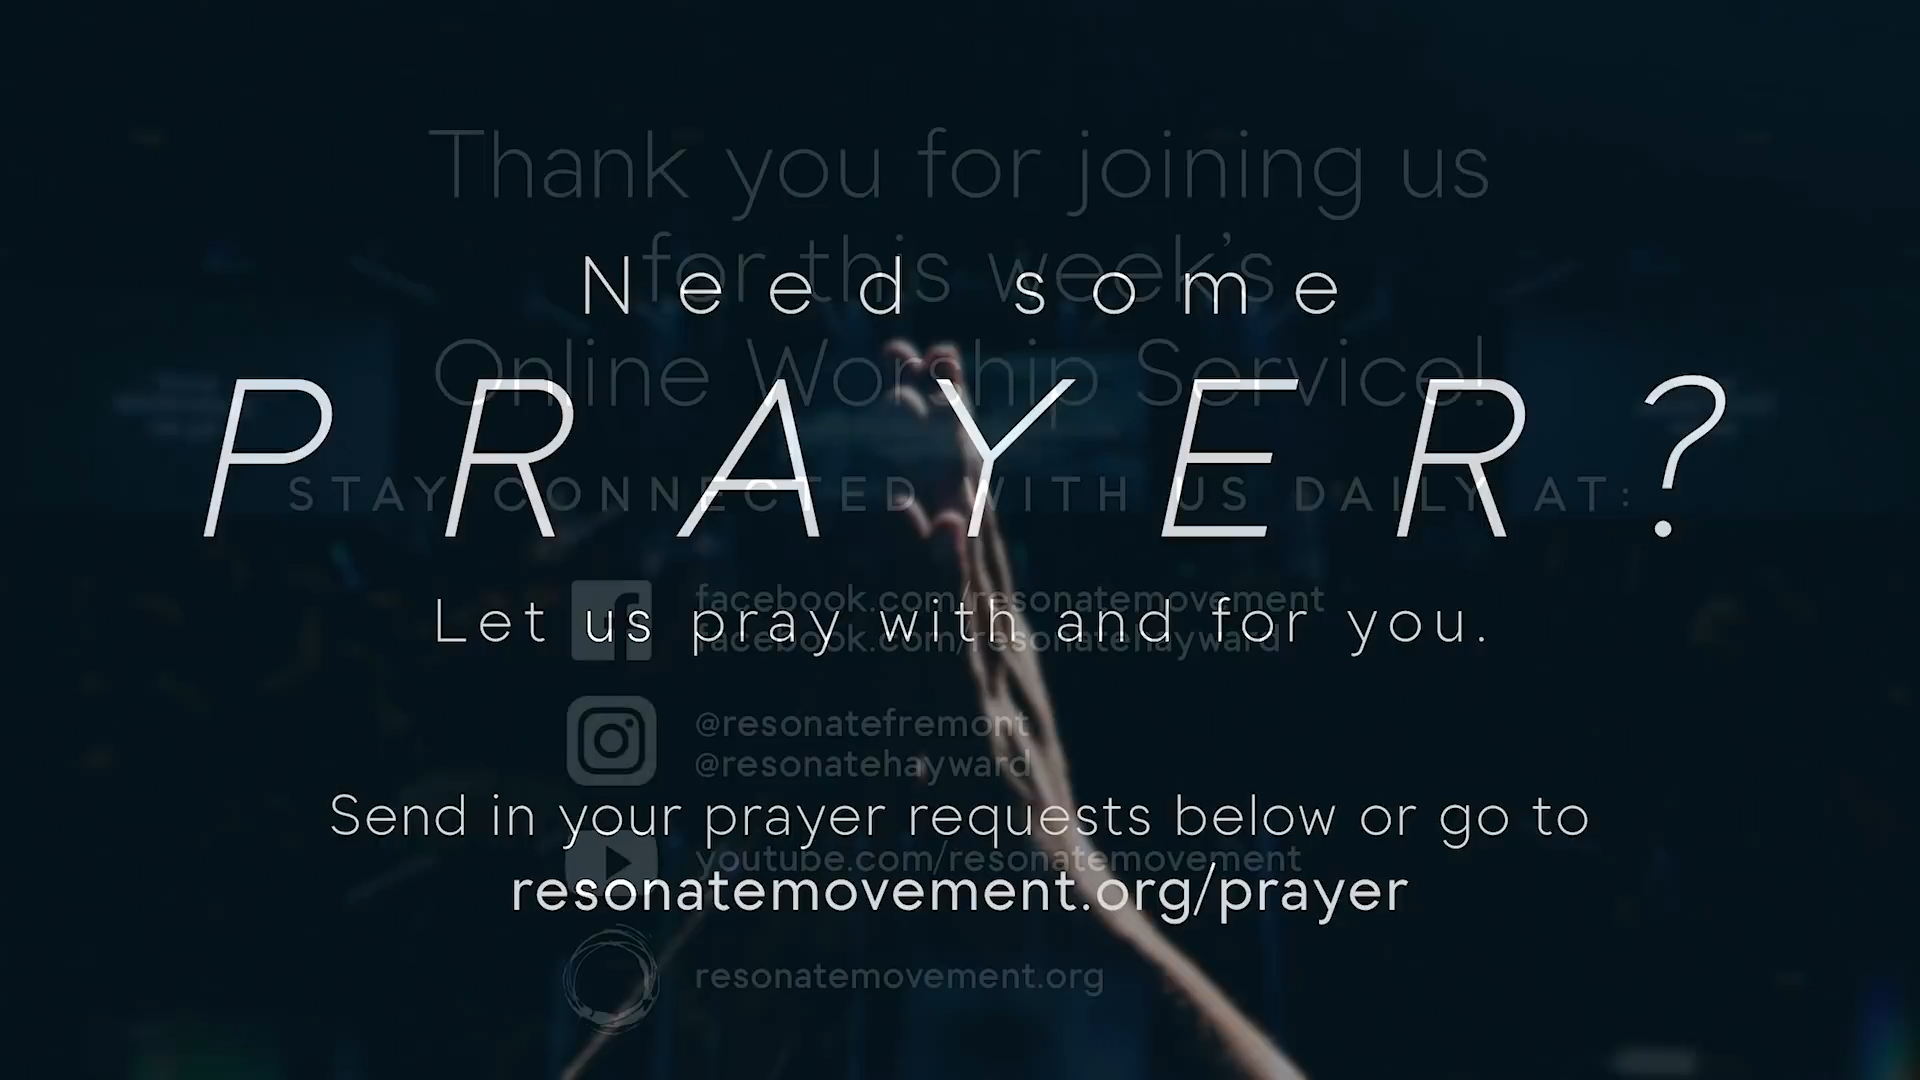 Thank you for joining us
for this week's
Online Worship Service!
STAY CONNECTED WITH US DAILY AT:
facebook.com/resonatemovement
facebook.com/resonatehayward
@resonatefremont
@resonatehayward
youtube.com/resonatemovement
resonatemovement.org
Need some
PRAYER?
Let us pray with and for you.
Send in your prayer requests below or go to
resonatemovement.org/prayer